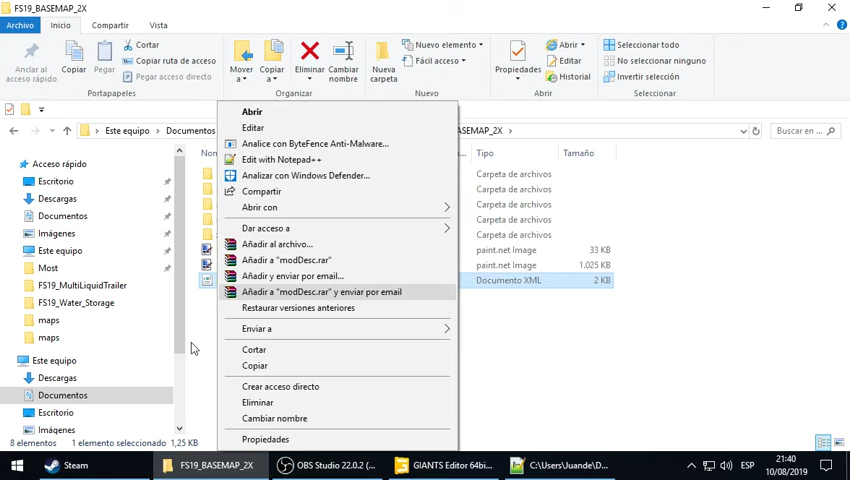 FS19_BASEMAP_2X
Archivo Inicio Compartir Vista
Anclar al acceso rápido
Copiar
Pegar
Cortar
Copiar ruta de acceso
Pegar acceso directo
Portapapeles
Mover a
Copiar a
Eliminar
Cambiar nombre
Organizar
Nueva carpeta
Nuevo elemento
Fácil acceso
Nuevo
Propiedades
Abrir
Editar
Historial
Abrir
Seleccionar todo
No seleccionar ninguno
Invertir selección
Seleccionar
Este equipo > Documentos
EMAP_2X
Buscar en ...
Tipo Tamaño
Acceso rápido
Escritorio
Descargas
Documentos
Imágenes
Este equipo
Most
FS19_MultiLiquidTrailer
FS19_Water_Storage
maps
maps
Este equipo
Descargas
Documentos
Escritorio
Imágenes
Abrir
Editar
Analice con ByteFence Anti-Malware...
Edit with Notepad++
Analizar con Windows Defender...
Compartir
Abrir con
Dar acceso a
Añadir al archivo...
Añadir a "modDesc.rar"
Añadir y enviar por email...
Añadir a "modDesc.rar" y enviar por email
Restaurar versiones anteriores
Enviar a
Cortar
Copiar
Crear acceso directo
Eliminar
Cambiar nombre
Propiedades
Carpeta de archivos
Carpeta de archivos
Carpeta de archivos
Carpeta de archivos
Carpeta de archivos
paint.net Image 33 KB
paint.net Image 1.025 KB
Documento XML 2 KB
8 elementos 1 elemento seleccionado 1,25 KB
Steam
FS19_BASEMAP_2X
OBS Studio 22.0.2 (...
GIANTS Editor 64bi...
C:\Users\Juande\D...
ESP
21:40
10/08/2019